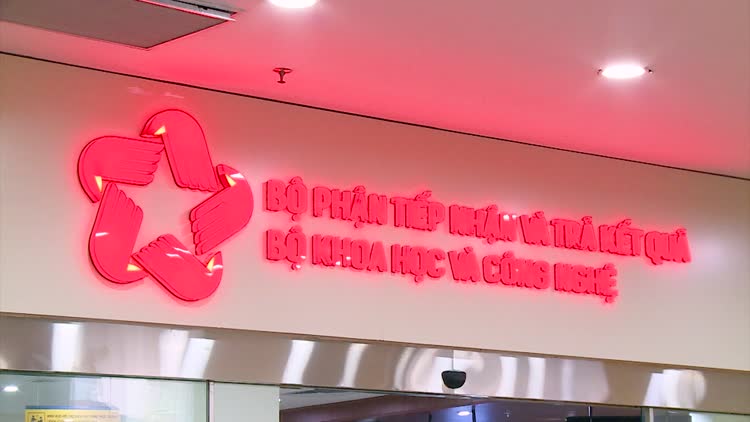 BỘ PHẬN TIẾP NHẬN VÀ TRẢ KẾT QUẢ
BỘ KHOA HỌC VÀ CÔNG NGHỆ